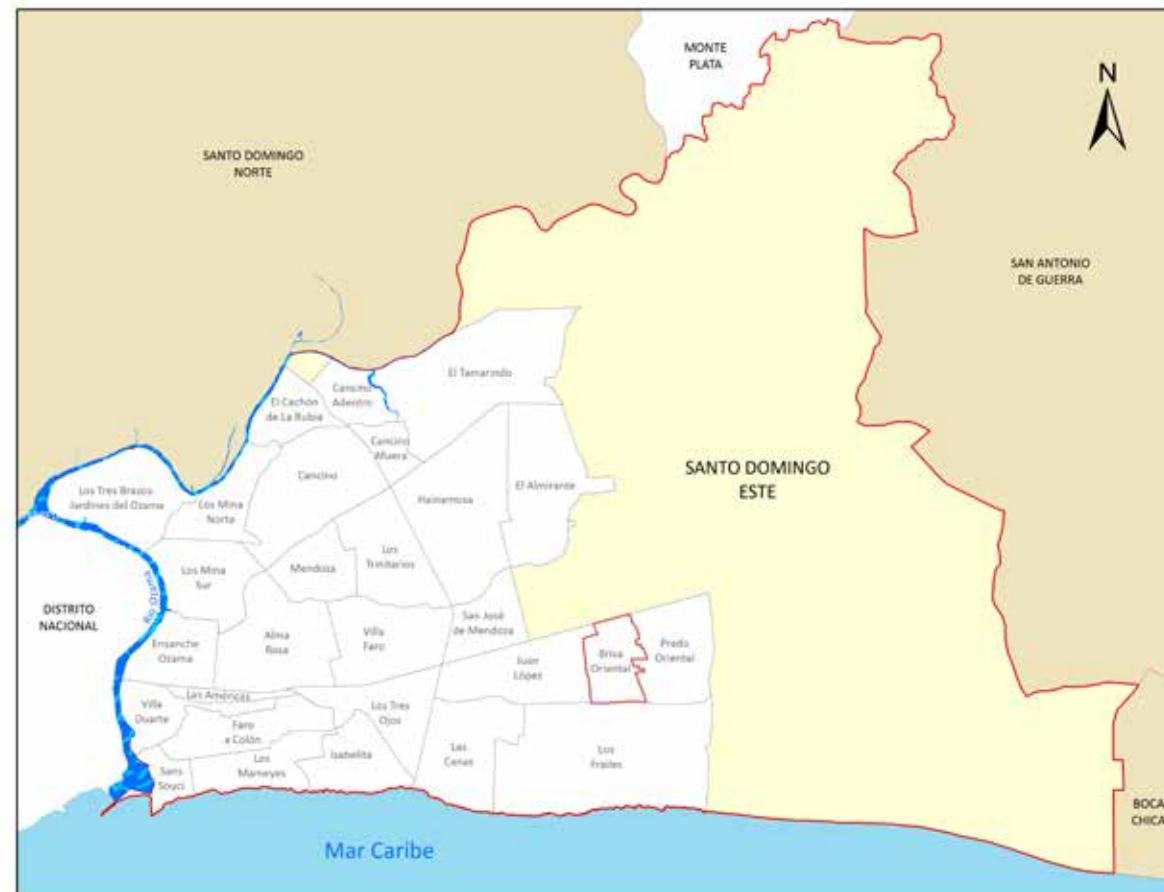 MONTE
PLATA
N
SANTO DOMINGO
NORTE
SAN ANTONIO
DE GUERRA
El Tamarindo
Cansino
Adentro
El Cachón
de La Rubia
Cancino
Afuera
Cancino
SANTO DOMINGO
ESTE
Hainamosa
El Almirante
Los Tres Brazos
Jardines del Ozama
Los Mina
Norte
Los Mina
Sur
Mendoza
Los
Trinitarios
Río Ozama
DISTRITO
NACIONAL
San José
de Mendoza
Ensanche
Ozama
Alma
Rosa
Villa
Faro
Juan
López
Brisa
Oriental
Prado
Oriental
Las Américas
Villa
Duarte
Los Tres
Ojos
Faro
a Colón
Isabelita
Los
Mameyes
Las
Cenas
Los
Frailes
Sans
Souci
BOCA
CHICA
Mar Caribe